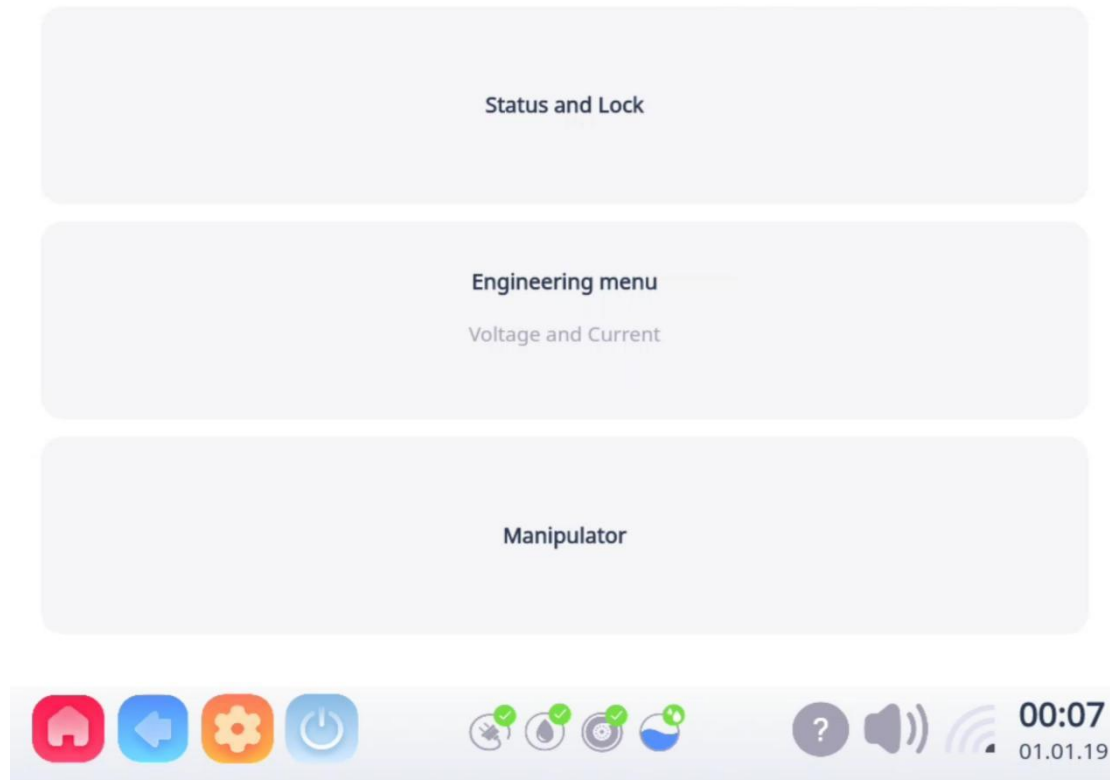 Status and Lock
Engineering menu
Voltage and Current
Manipulator
?
00:07
01.01.19